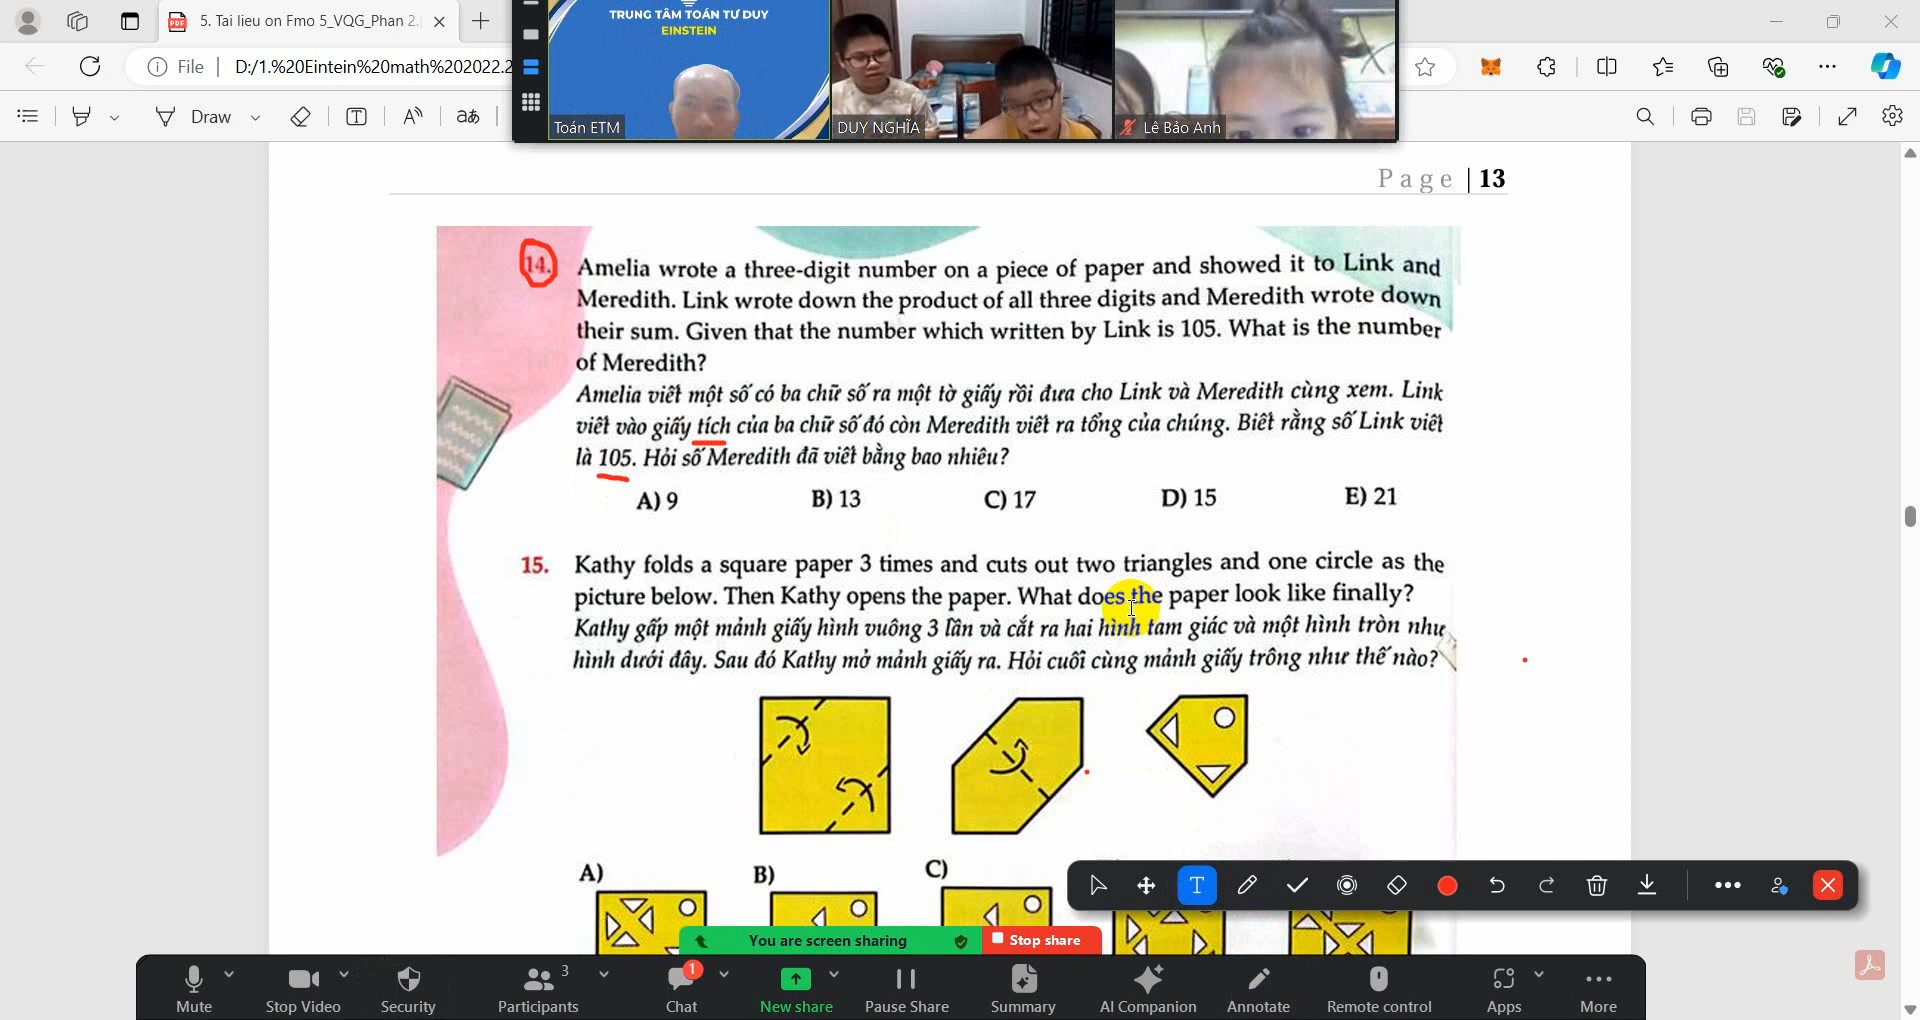 5. Tai lieu on Fmo 5_VQG_Phan 2.
File
D:/1.%20Eintein%20math%202022.2
TRUNG TÂM TOÁN TƯ DUY
EINSTEIN
Toán ETM
DUY NGHĨA
Lê Bảo Anh
Draw
Page | 13
14. Amelia wrote a three-digit number on a piece of paper and showed it to Link and
Meredith. Link wrote down the product of all three digits and Meredith wrote down
their sum. Given that the number which written by Link is 105. What is the number
of Meredith?
Amelia viết một số có ba chữ số ra một tờ giấy rồi đưa cho Link và Meredith cùng xem. Link
viết vào giấy tích của ba chữ số đó còn Meredith viết ra tổng của chúng. Biết rằng số Link viết
là 105. Hỏi số Meredith đã viết bằng bao nhiêu?
A) 9 B) 13 C) 17 D) 15 E) 21
15. Kathy folds a square paper 3 times and cuts out two triangles and one circle as the
picture below. Then Kathy opens the paper. What does the paper look like finally?
Kathy gấp một mảnh giấy hình vuông 3 lần và cắt ra hai hình tam giác và một hình tròn như
hình dưới đây. Sau đó Kathy mở mảnh giấy ra. Hỏi cuối cùng mảnh giấy trông như thế nào?
A) B) C)
You are screen sharing
Stop share
3
1
Mute
Stop Video
Security
Participants
Chat
New share
Pause Share
Summary
AI Companion
Annotate
Remote control
Apps
More